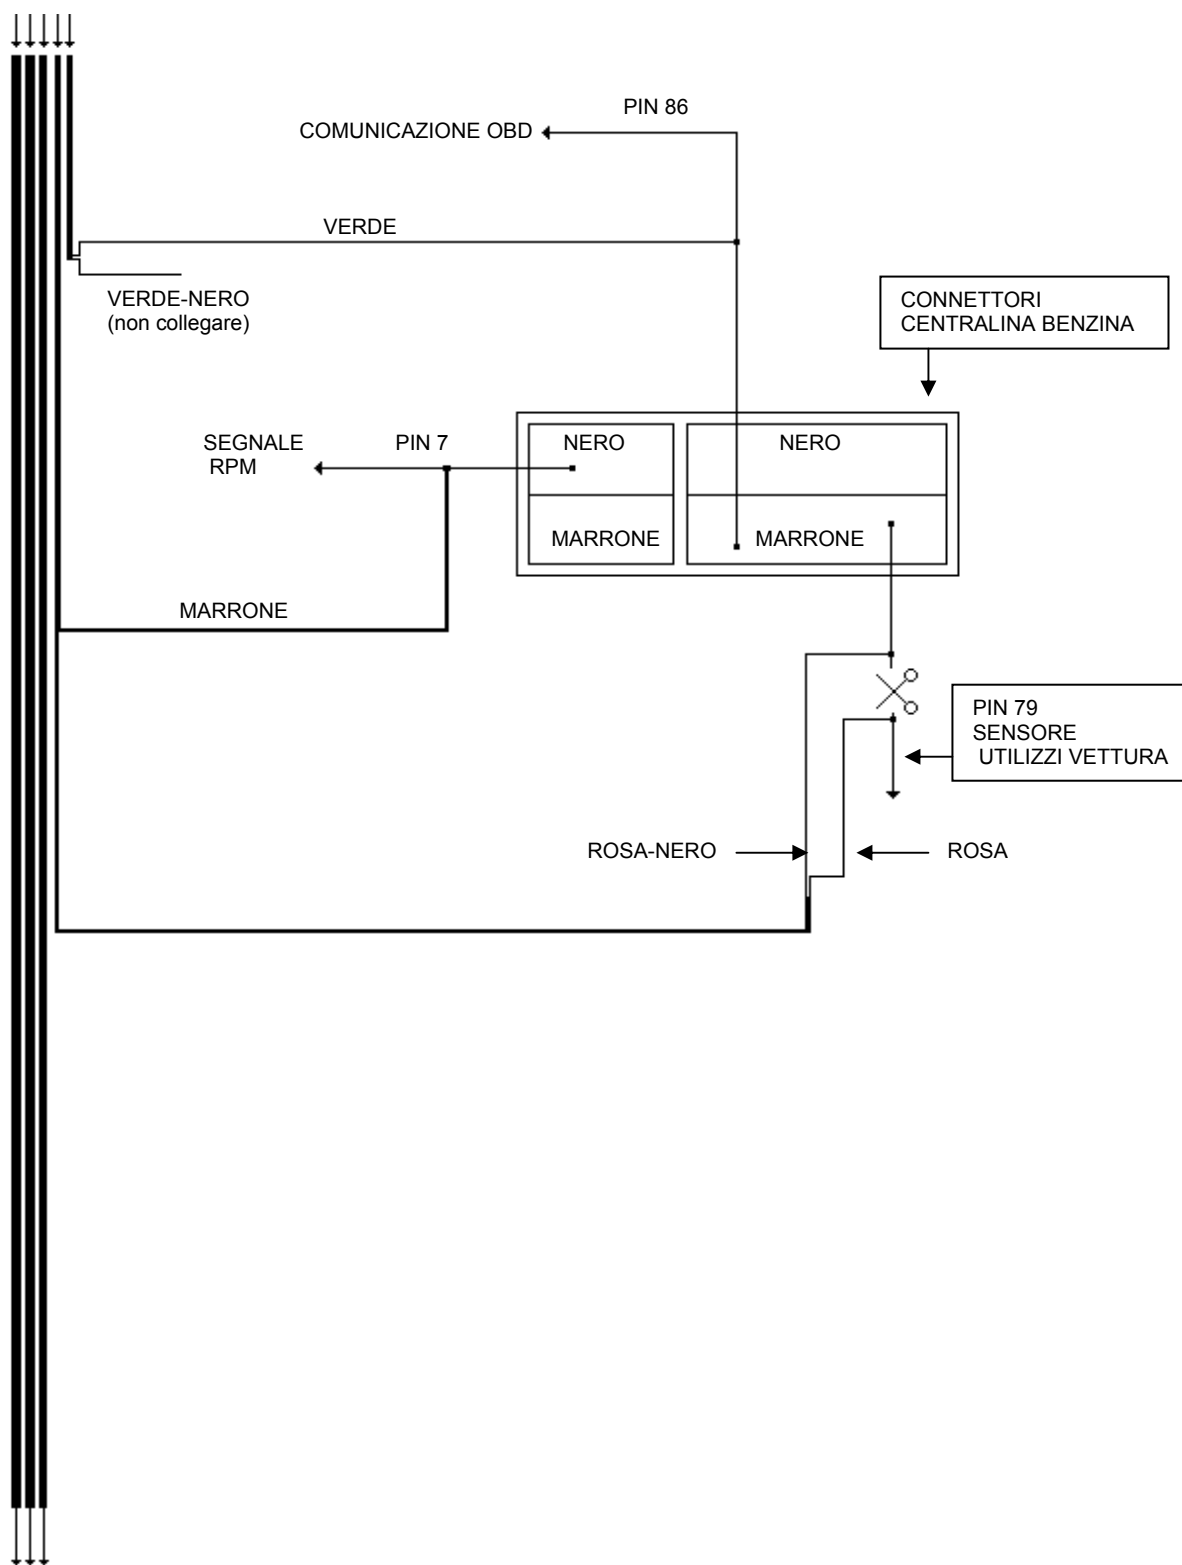 PIN 86
COMUNICAZIONE OBD
VERDE
VERDE-NERO
(non collegare)
CONNETTORI
CENTRALINA BENZINA
SEGNALE
RPM
PIN 7
NERO
NERO
MARRONE
MARRONE
MARRONE
PIN 79
SENSORE
UTILIZZI VETTURA
ROSA-NERO
ROSA